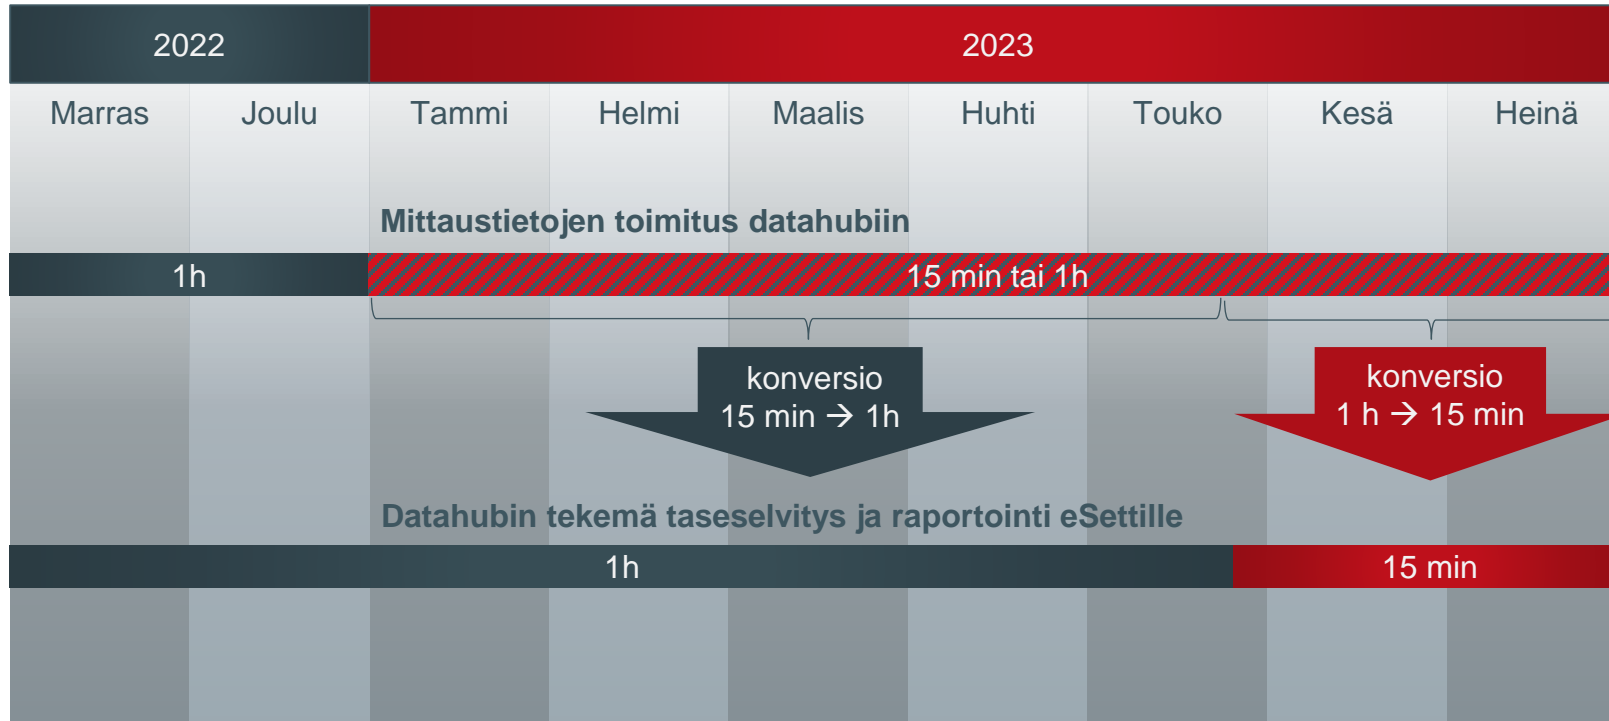 2022
2023
Marras
Joulu
Tammi
Helmi
Maalis
Huhti
Touko
Kesä
Heinä
Mittaustietojen toimitus datahubiin
1h
15 min tai 1h
konversio
15 min → 1h
konversio
1 h → 15 min
Datahubin tekemä taseselvitys ja raportointi eSettille
1h
15 min